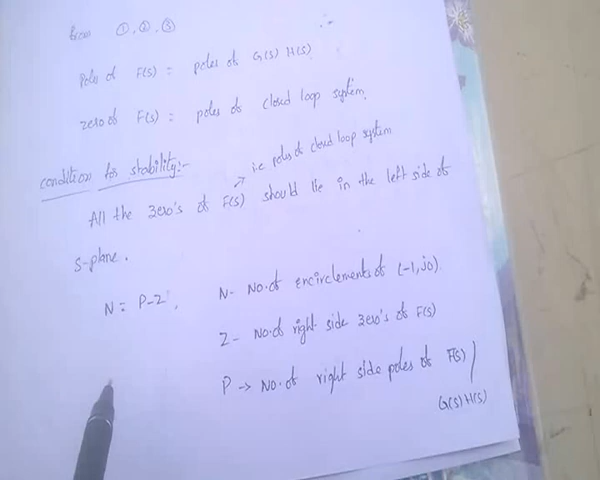 from ①, ②, ③
Poles of F(s) = poles of G(s) H(s)
zero of F(s) = poles of closed loop system.
condition for stability:-
i.e poles of closed loop system
All the zero's of F(s) should lie in the left side of
S-plane.
N = P-Z, N- No.of encirclements of (-1, j0).
Z- No.of right side zero's of F(s)
P → No.of right side poles of F(s) /
G(s) H(s)